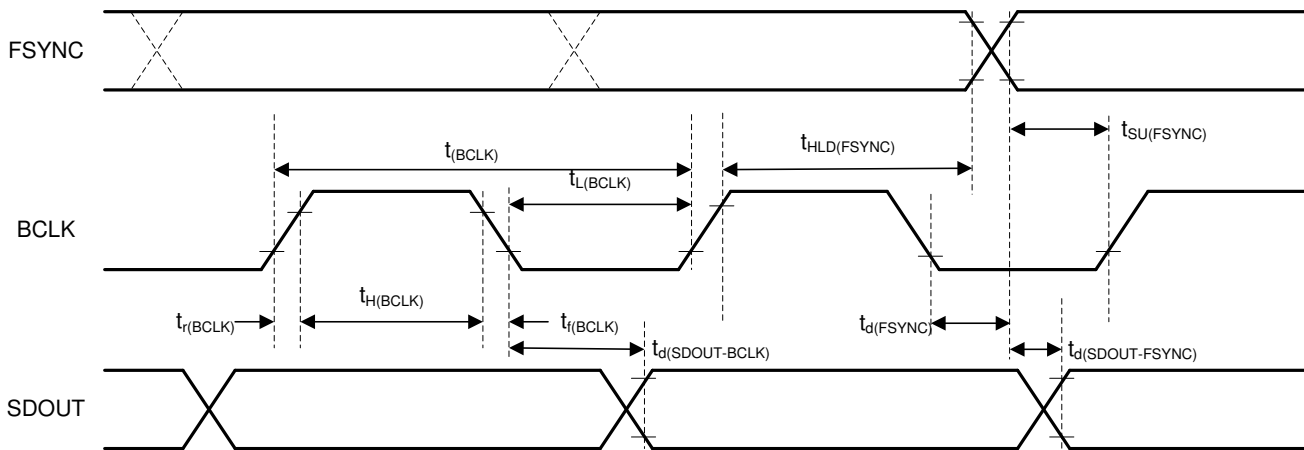 FSYNC
t(BCLK)
tHLD(FSYNC)
tSU(FSYNC)
tL(BCLK)
BCLK
tr(BCLK)
tH(BCLK)
tf(BCLK)
td(FSYNC)
td(SDOUT-BCLK)
td(SDOUT-FSYNC)
SDOUT